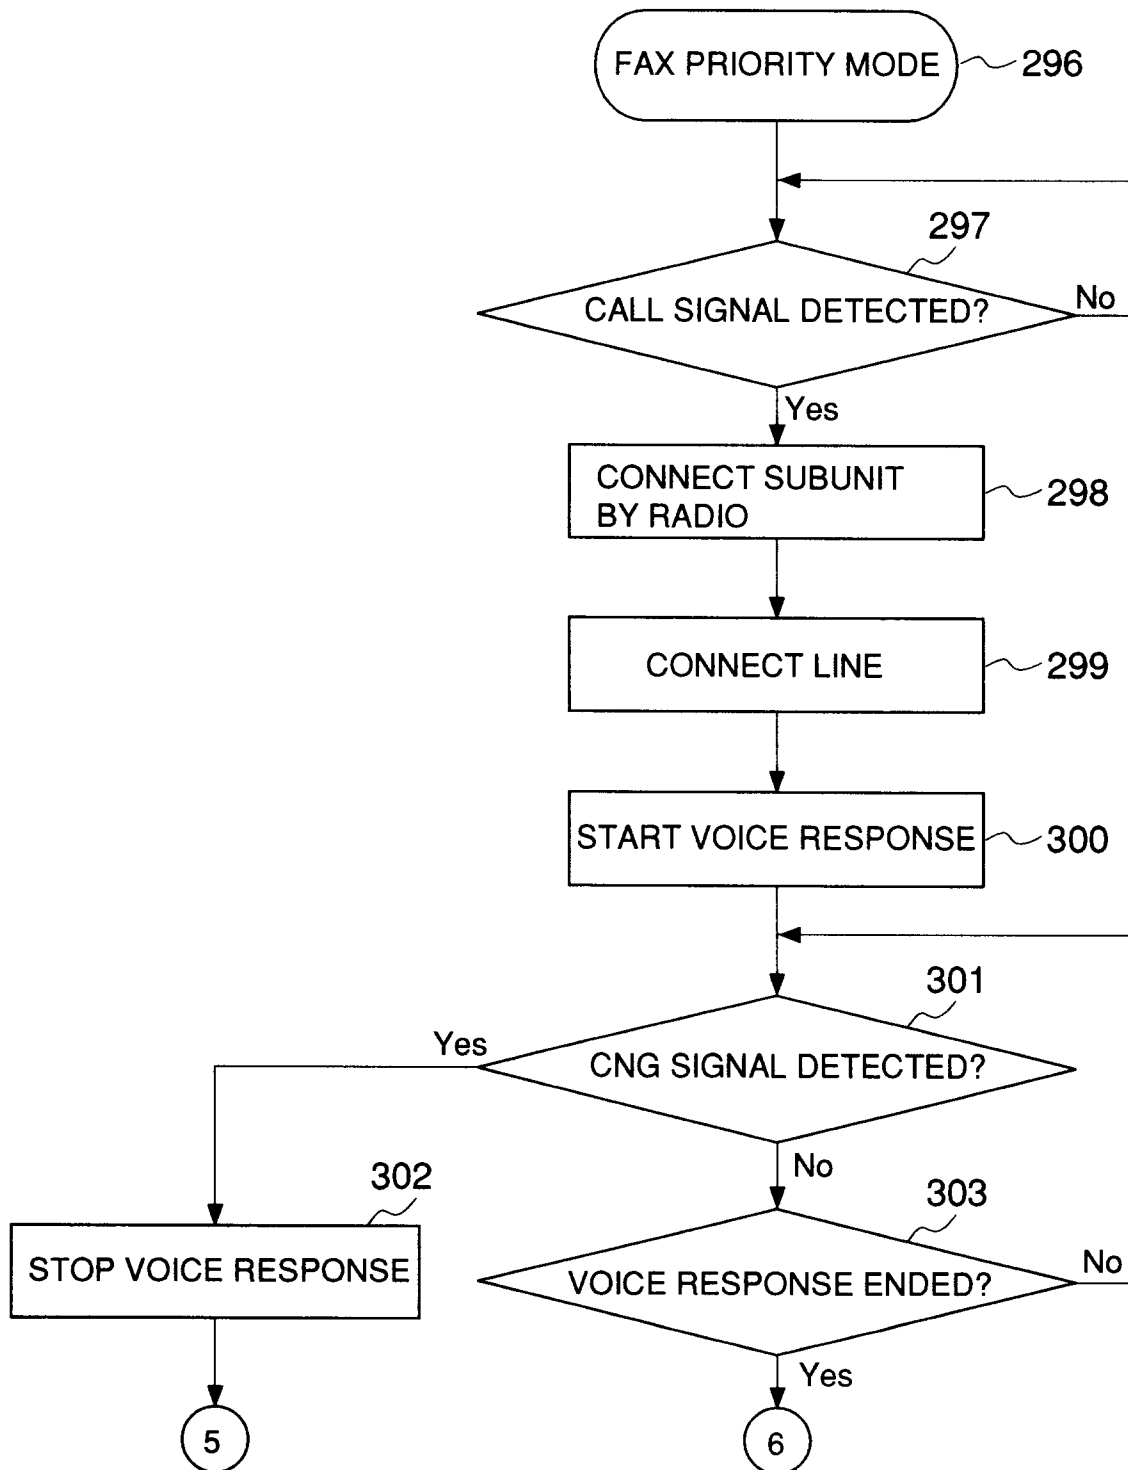 FAX PRIORITY MODE
296
297
CALL SIGNAL DETECTED?
No
Yes
CONNECT SUBUNIT
BY RADIO
298
CONNECT LINE
299
START VOICE RESPONSE
300
301
Yes
CNG SIGNAL DETECTED?
No
302
303
STOP VOICE RESPONSE
VOICE RESPONSE ENDED?
No
Yes
5
6